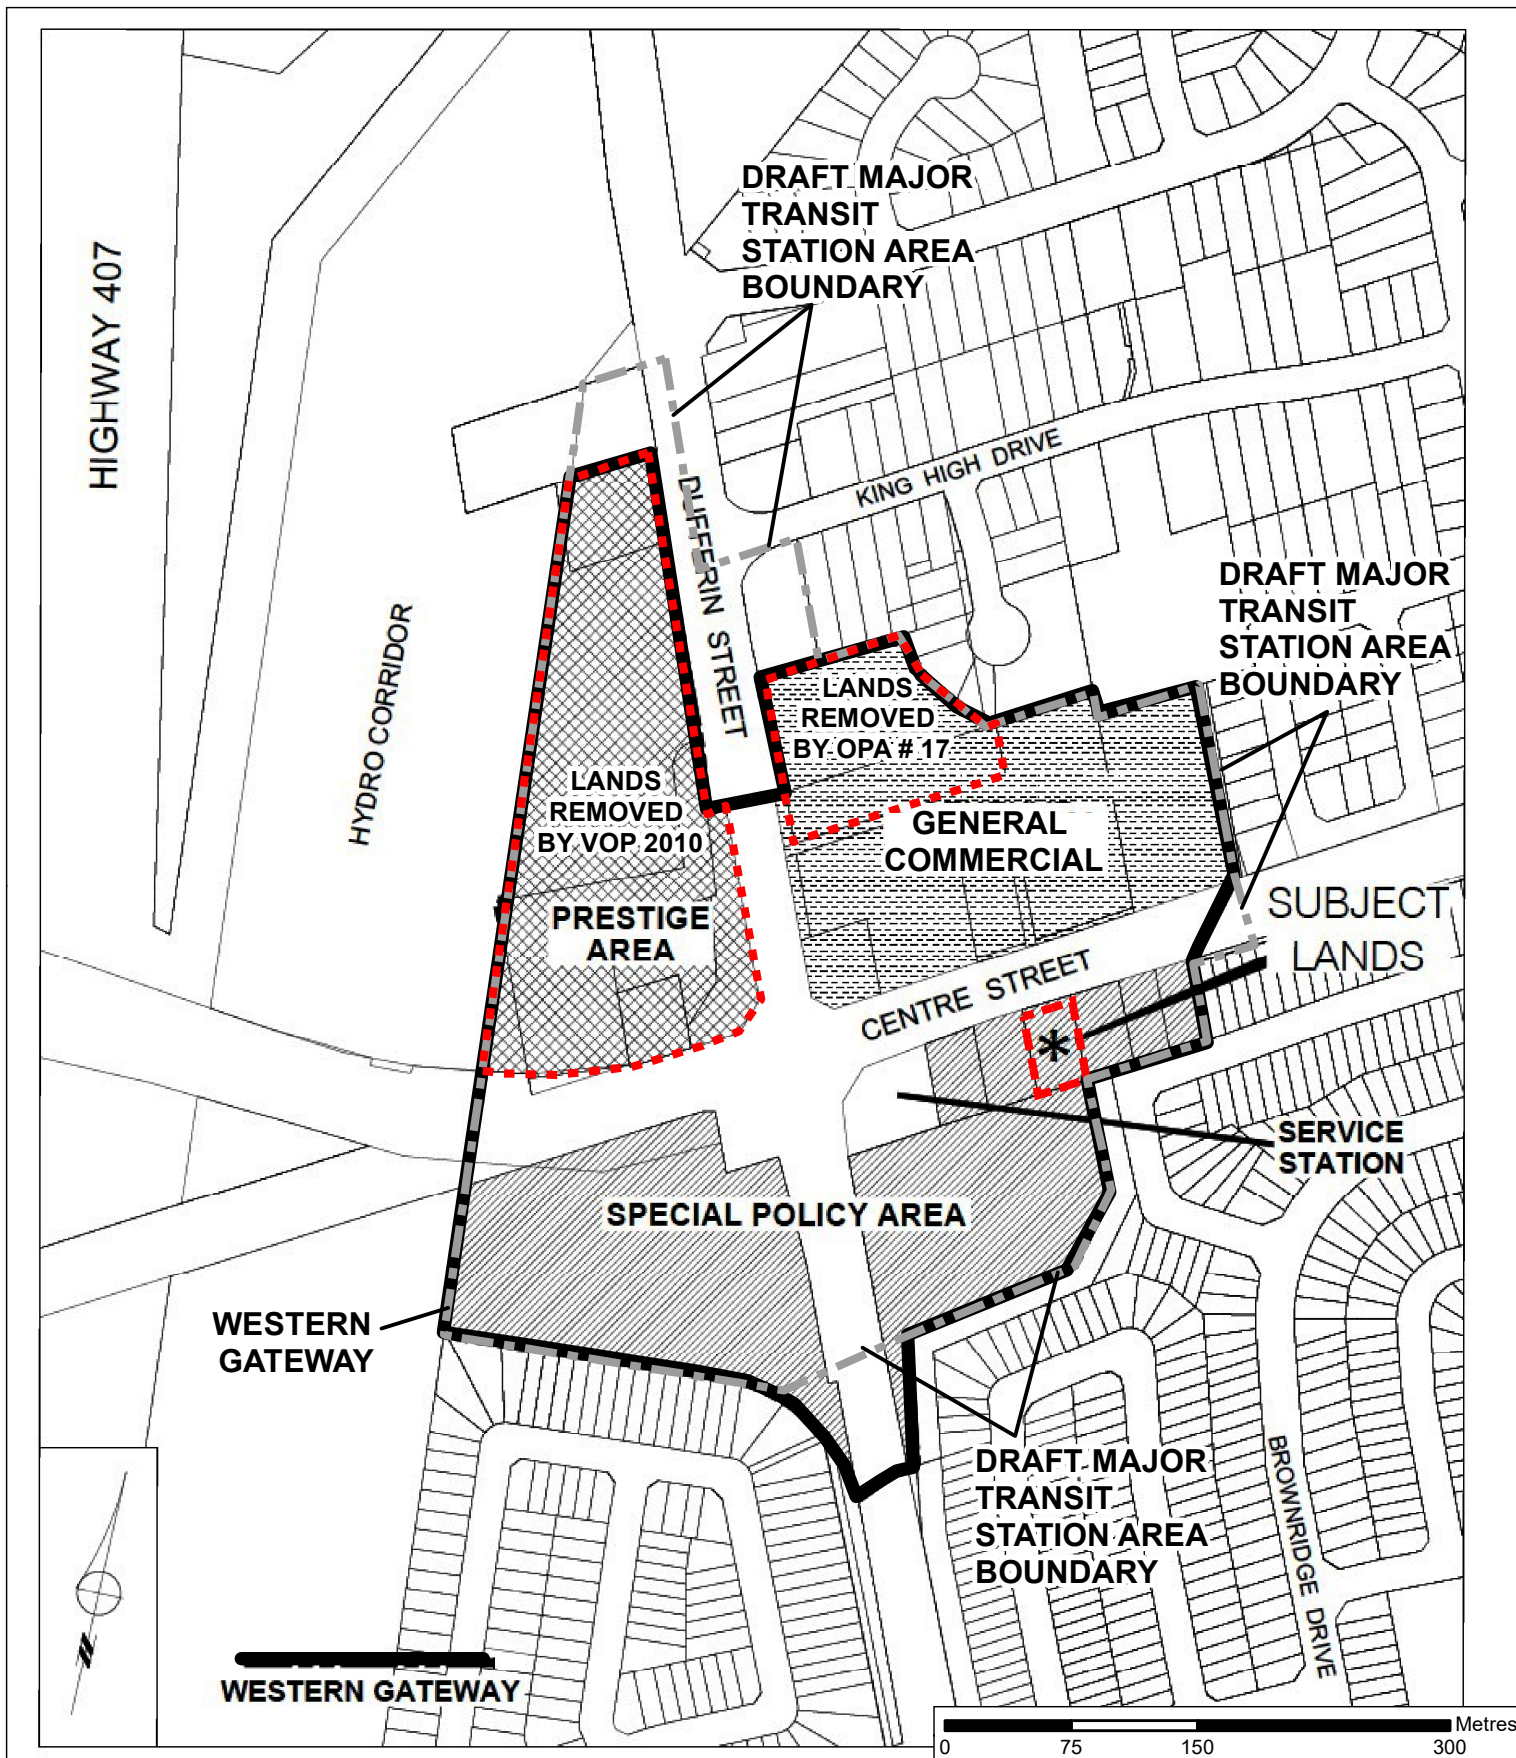 DRAFT MAJOR
TRANSIT
STATION AREA
BOUNDARY
HIGHWAY 407
KING HIGH DRIVE
DUFFERIN STREET
HYDRO CORRIDOR
DRAFT MAJOR
TRANSIT
STATION AREA
BOUNDARY
LANDS
REMOVED
BY OPA # 17
LANDS
REMOVED
BY VOP 2010
GENERAL
COMMERCIAL
PRESTIGE
AREA
SUBJECT
LANDS
CENTRE STREET
*
SERVICE
STATION
SPECIAL POLICY AREA
WESTERN
GATEWAY
DRAFT MAJOR
TRANSIT
STATION AREA
BOUNDARY
BROWNRIDGE DRIVE
N
WESTERN GATEWAY
Metres
0 75 150 300